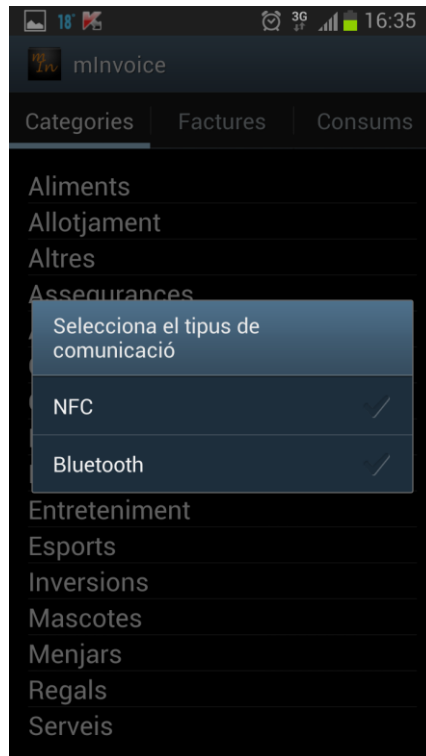 18°
3G
16:35
mInvoice
Categories
Factures
Consums
Aliments
Allotjament
Altres
Assegurances
Selecciona el tipus de
comunicació
NFC
Bluetooth
Entreteniment
Esports
Inversions
Mascotes
Menjars
Regals
Serveis